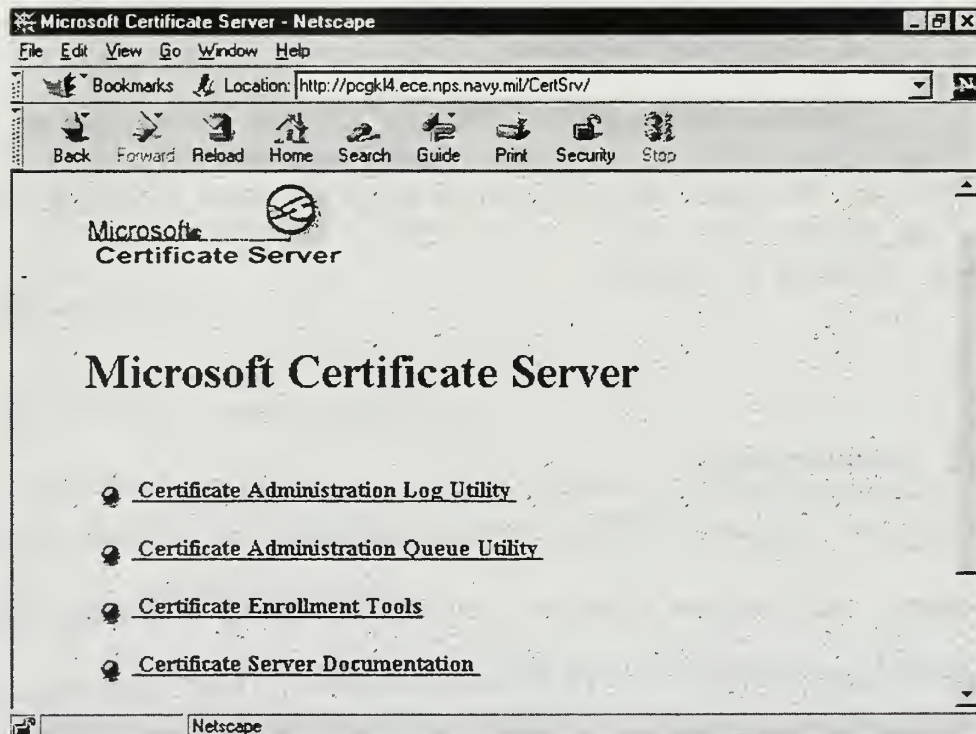 Microsoft Certificate Server - Netscape
File Edit View Go Window Help
Bookmarks Location: http://pcgkl4.ece.nps.navy.mil/CertSrv/
Back Forward Reload Home Search Guide Print Security Stop
Microsoft
Certificate Server
Microsoft Certificate Server
Certificate Administration Log Utility
Certificate Administration Queue Utility
Certificate Enrollment Tools
Certificate Server Documentation
Netscape